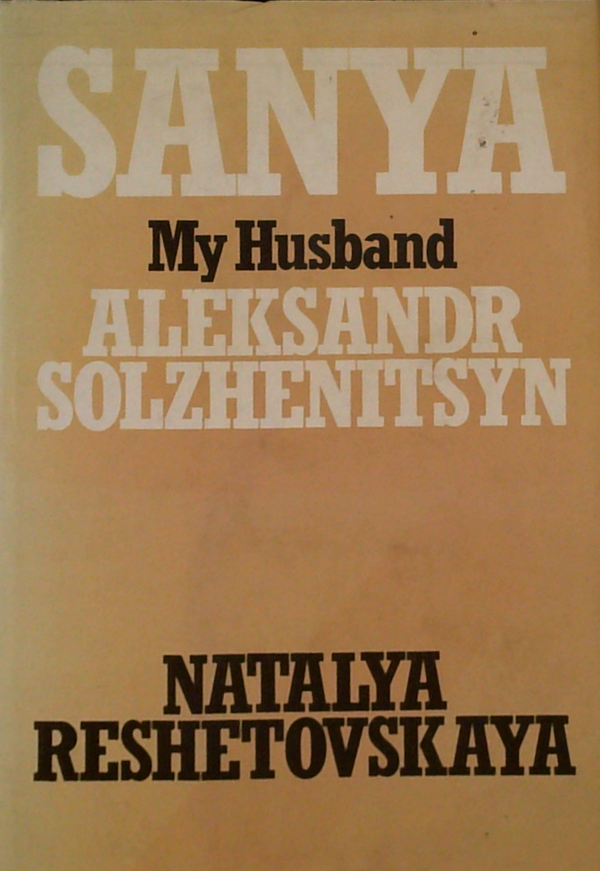 SANYA
My Husband
ALEKSANDR
SOLZHENITSYN
NATALYA
RESHETOVSKAYA